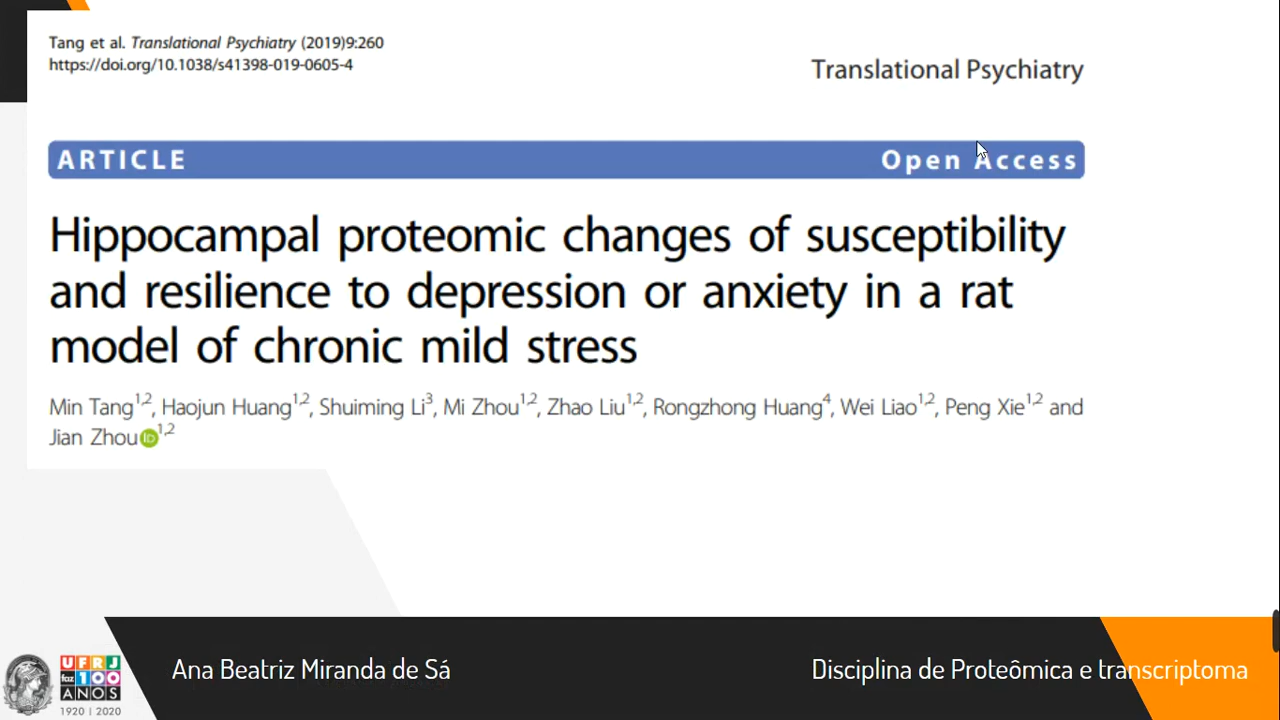 Tang et al. Translational Psychiatry (2019)9:260
https://doi.org/10.1038/s41398-019-0605-4
Translational Psychiatry
ARTICLE
Open Access
Hippocampal proteomic changes of susceptibility
and resilience to depression or anxiety in a rat
model of chronic mild stress
Min Tang1,2, Haojun Huang1,2, Shuiming Li3, Mi Zhou1,2, Zhao Liu1,2, Rongzhong Huang4, Wei Liao1,2, Peng Xie1,2 and
Jian Zhou iD 1,2
UFRJ
faz 100
ANOS
1920 | 2020
Ana Beatriz Miranda de Sá
Disciplina de Proteômica e transcriptoma